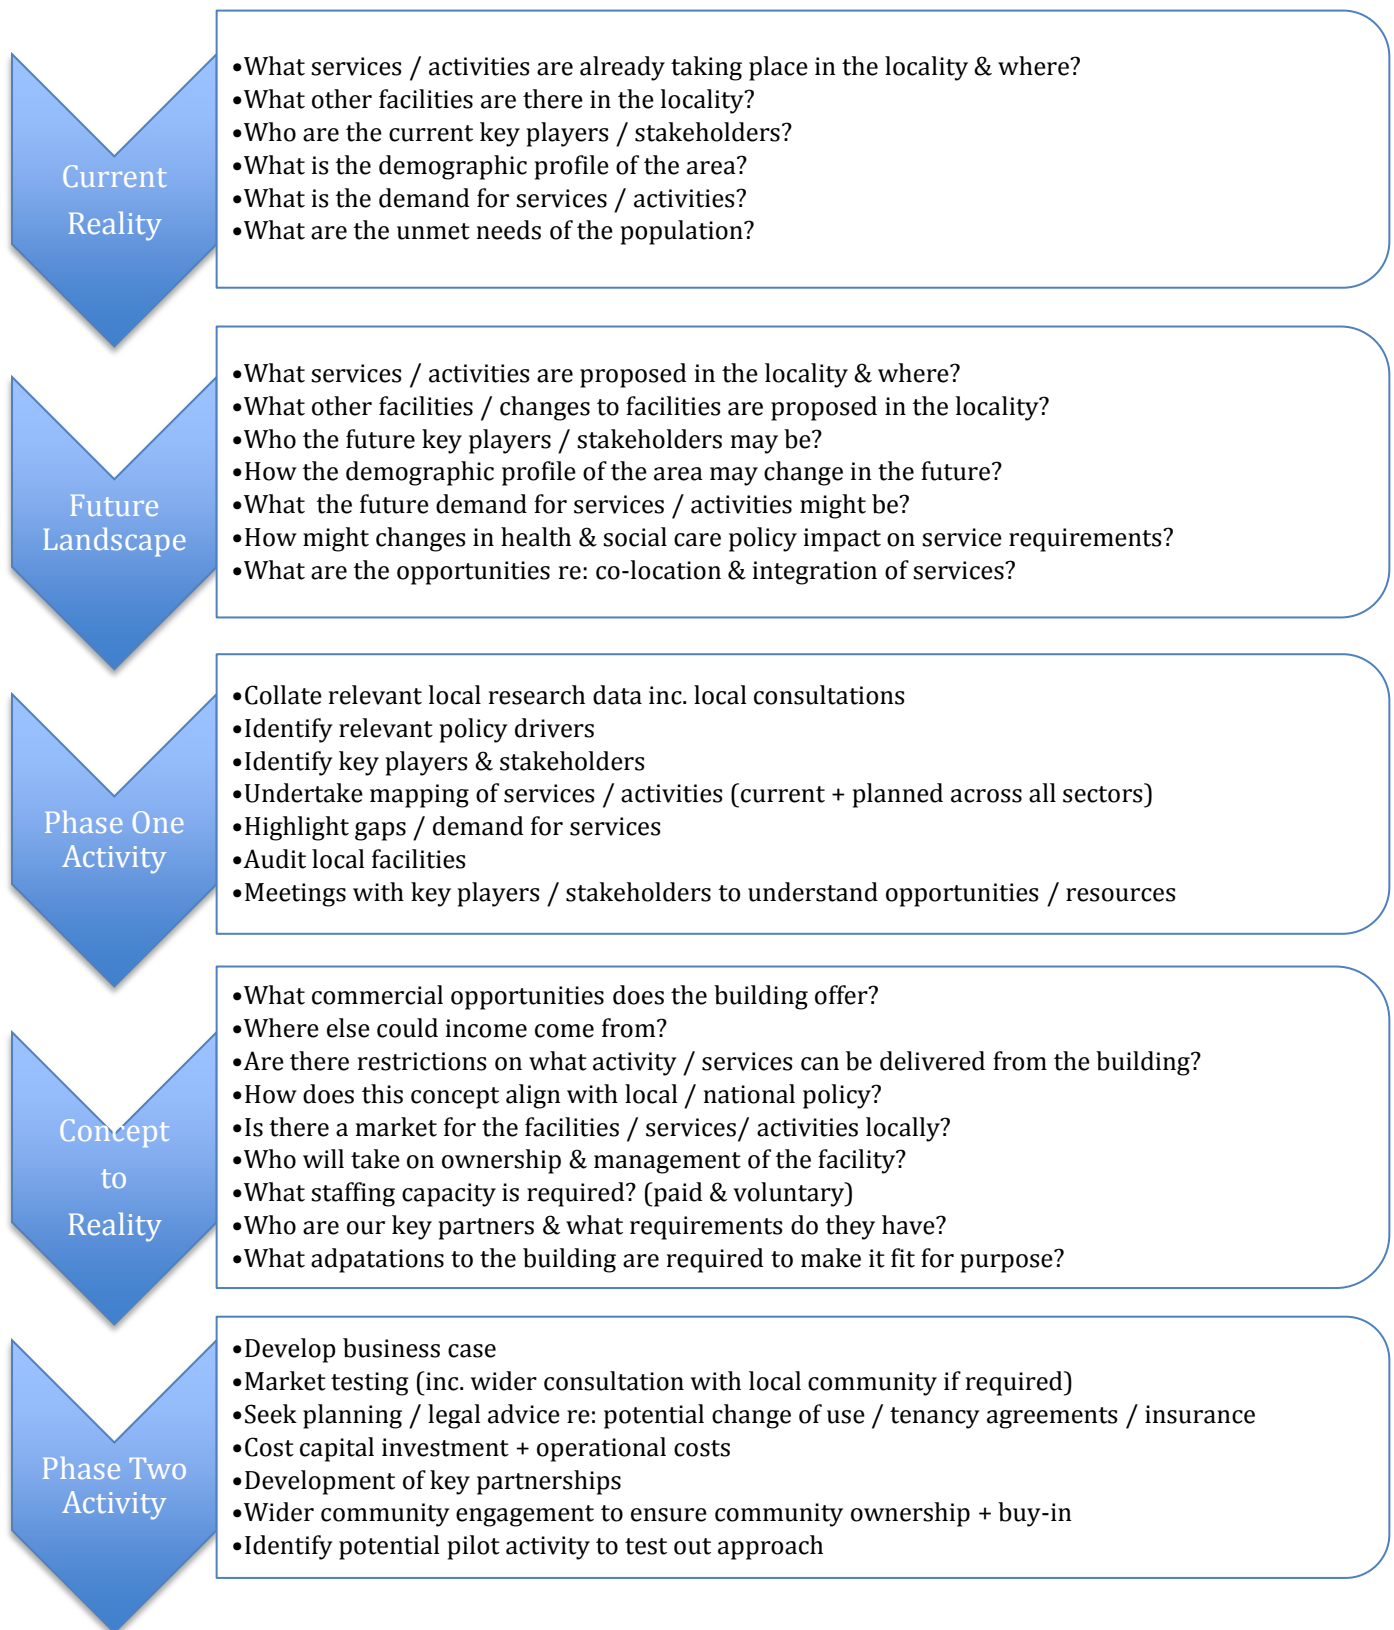 Current
Reality
•What services / activities are already taking place in the locality & where?
•What other facilities are there in the locality?
•Who are the current key players / stakeholders?
•What is the demographic profile of the area?
•What is the demand for services / activities?
•What are the unmet needs of the population?
Future
Landscape
•What services / activities are proposed in the locality & where?
•What other facilities / changes to facilities are proposed in the locality?
•Who the future key players / stakeholders may be?
•How the demographic profile of the area may change in the future?
•What the future demand for services / activities might be?
•How might changes in health & social care policy impact on service requirements?
•What are the opportunities re: co-location & integration of services?
Phase One
Activity
•Collate relevant local research data inc. local consultations
•Identify relevant policy drivers
•Identify key players & stakeholders
•Undertake mapping of services / activities (current + planned across all sectors)
•Highlight gaps / demand for services
•Audit local facilities
•Meetings with key players / stakeholders to understand opportunities / resources
Concept
to
Reality
•What commercial opportunities does the building offer?
•Where else could income come from?
•Are there restrictions on what activity / services can be delivered from the building?
•How does this concept align with local / national policy?
•Is there a market for the facilities / services/ activities locally?
•Who will take on ownership & management of the facility?
•What staffing capacity is required? (paid & voluntary)
•Who are our key partners & what requirements do they have?
•What adpatations to the building are required to make it fit for purpose?
Phase Two
Activity
•Develop business case
•Market testing (inc. wider consultation with local community if required)
•Seek planning / legal advice re: potential change of use / tenancy agreements / insurance
•Cost capital investment + operational costs
•Development of key partnerships
•Wider community engagement to ensure community ownership + buy-in
•Identify potential pilot activity to test out approach